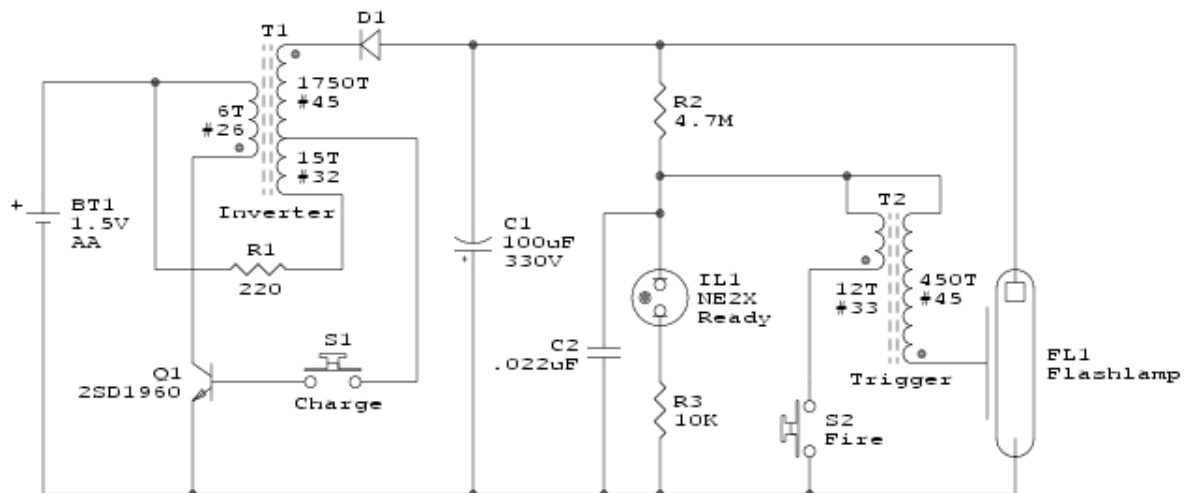 D1
T1
1750T
#45
6T
#26
15T
#32
Inverter
+
BT1
1.5V
AA
R1
220
C1
100uF
330V
+
R2
4.7M
T2
IL1
NE2X
Ready
12T
#33
450T
#45
C2
.022uF
S1
Charge
Q1
2SD1960
R3
10K
Trigger
S2
Fire
FL1
Flashlamp